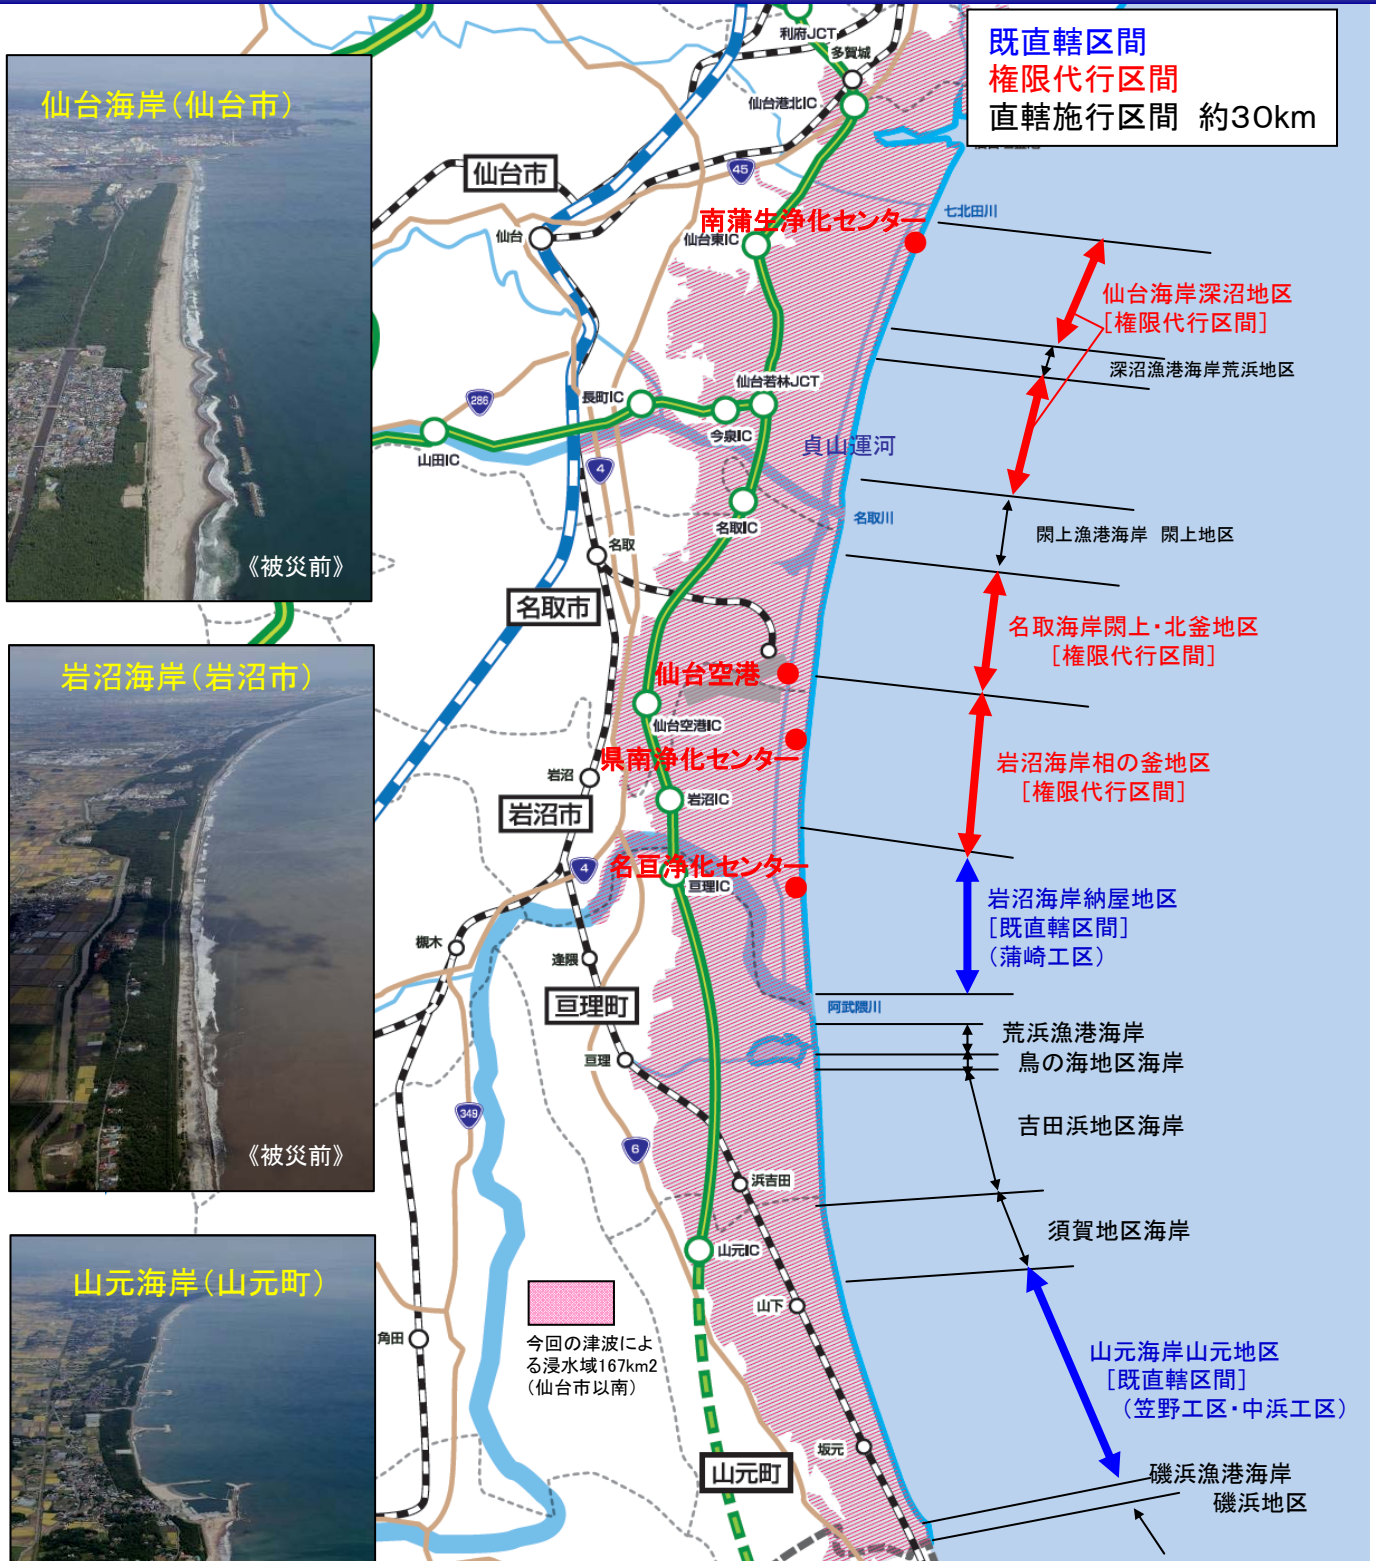 既直轄区間
権限代行区間
直轄施行区間 約30km
仙台海岸（仙台市）
《被災前》
岩沼海岸（岩沼市）
《被災前》
山元海岸（山元町）
利府JCT
多賀城
仙台港北IC
仙台市
45
七北田川
南蒲生浄化センター
仙台
仙台東IC
仙台海岸深沼地区
［権限代行区間］
深沼漁港海岸荒浜地区
仙台若林JCT
286
長町IC
今泉IC
山田IC
貞山運河
4
名取IC
名取川
閖上漁港海岸 閖上地区
名取
名取市
名取海岸閖上・北釜地区
［権限代行区間］
仙台空港
仙台空港IC
県南浄化センター
岩沼海岸相の釜地区
［権限代行区間］
岩沼
岩沼IC
岩沼市
4
名亘浄化センター
亘理IC
岩沼海岸納屋地区
［既直轄区間］
（蒲崎工区）
槻木
逢隈
亘理町
阿武隈川
荒浜漁港海岸
鳥の海地区海岸
亘理
349
6
吉田浜地区海岸
浜吉田
須賀地区海岸
山元IC
今回の津波によ
る浸水域167km2
（仙台市以南）
山下
角田
山元海岸山元地区
［既直轄区間］
（笠野工区・中浜工区）
坂元
山元町
磯浜漁港海岸
磯浜地区